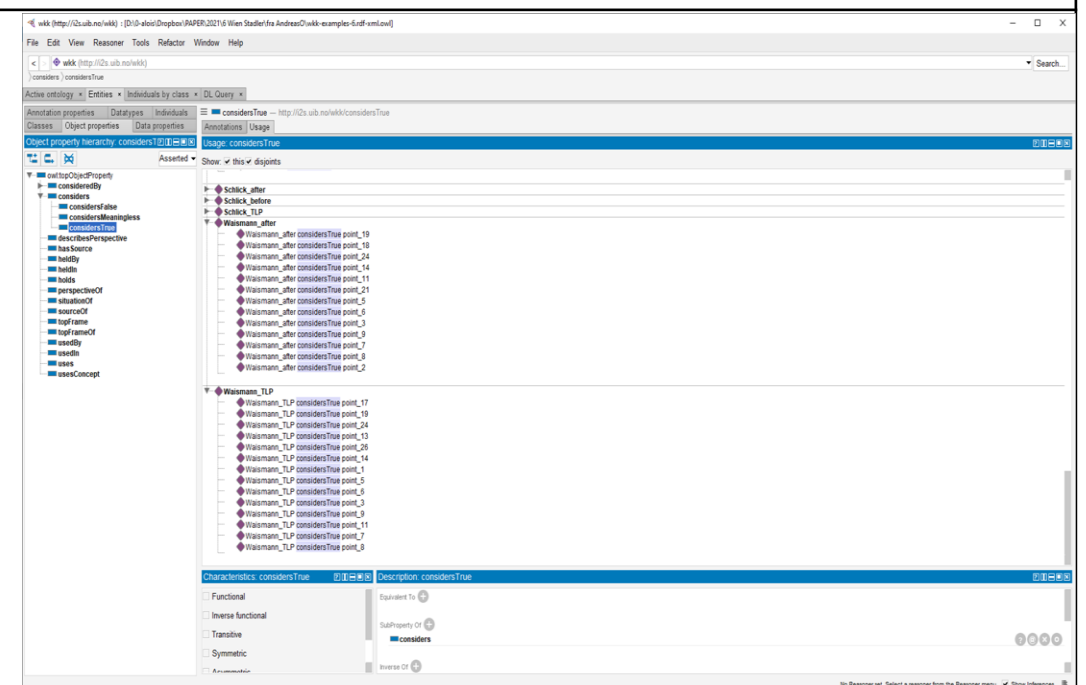 wkk (http://i2s.uib.no/wkk) : [D:\0-alois\Dropbox\PAPER\2021\6 Wien Stadler\fra AndreasO\wkk-examples-6.rdf-xml.owl]
File Edit View Reasoner Tools Refactor Window Help
< > wkk (http://i2s.uib.no/wkk) Search...
considers considersTrue
Active ontology × Entities × Individuals by class × DL Query ×
Annotation properties Datatypes Individuals
Classes Object properties Data properties
Object property hierarchy: considersT
Asserted
owl:topObjectProperty
consideredBy
considers
considersFalse
considersMeaningless
considersTrue
describesPerspective
hasSource
heldBy
heldIn
holds
perspectiveOf
situationOf
sourceOf
topFrame
topFrameOf
usedBy
usedIn
uses
usesConcept
considersTrue — http://i2s.uib.no/wkk/considersTrue
Annotations Usage
Usage: considersTrue
Show: this disjoints
Schlick_after
Schlick_before
Schlick_TLP
Waismann_after
Waismann_after considersTrue point_19
Waismann_after considersTrue point_18
Waismann_after considersTrue point_24
Waismann_after considersTrue point_14
Waismann_after considersTrue point_11
Waismann_after considersTrue point_21
Waismann_after considersTrue point_5
Waismann_after considersTrue point_6
Waismann_after considersTrue point_3
Waismann_after considersTrue point_9
Waismann_after considersTrue point_7
Waismann_after considersTrue point_8
Waismann_after considersTrue point_2
Waismann_TLP
Waismann_TLP considersTrue point_17
Waismann_TLP considersTrue point_19
Waismann_TLP considersTrue point_24
Waismann_TLP considersTrue point_13
Waismann_TLP considersTrue point_26
Waismann_TLP considersTrue point_14
Waismann_TLP considersTrue point_1
Waismann_TLP considersTrue point_5
Waismann_TLP considersTrue point_6
Waismann_TLP considersTrue point_3
Waismann_TLP considersTrue point_9
Waismann_TLP considersTrue point_11
Waismann_TLP considersTrue point_7
Waismann_TLP considersTrue point_8
Characteristics: considersTrue
Functional
Inverse functional
Transitive
Symmetric
Asymmetric
Description: considersTrue
Equivalent To
SubProperty Of
considers
Inverse Of
No Reasoner set. Select a reasoner from the Reasoner menu Show Inferences